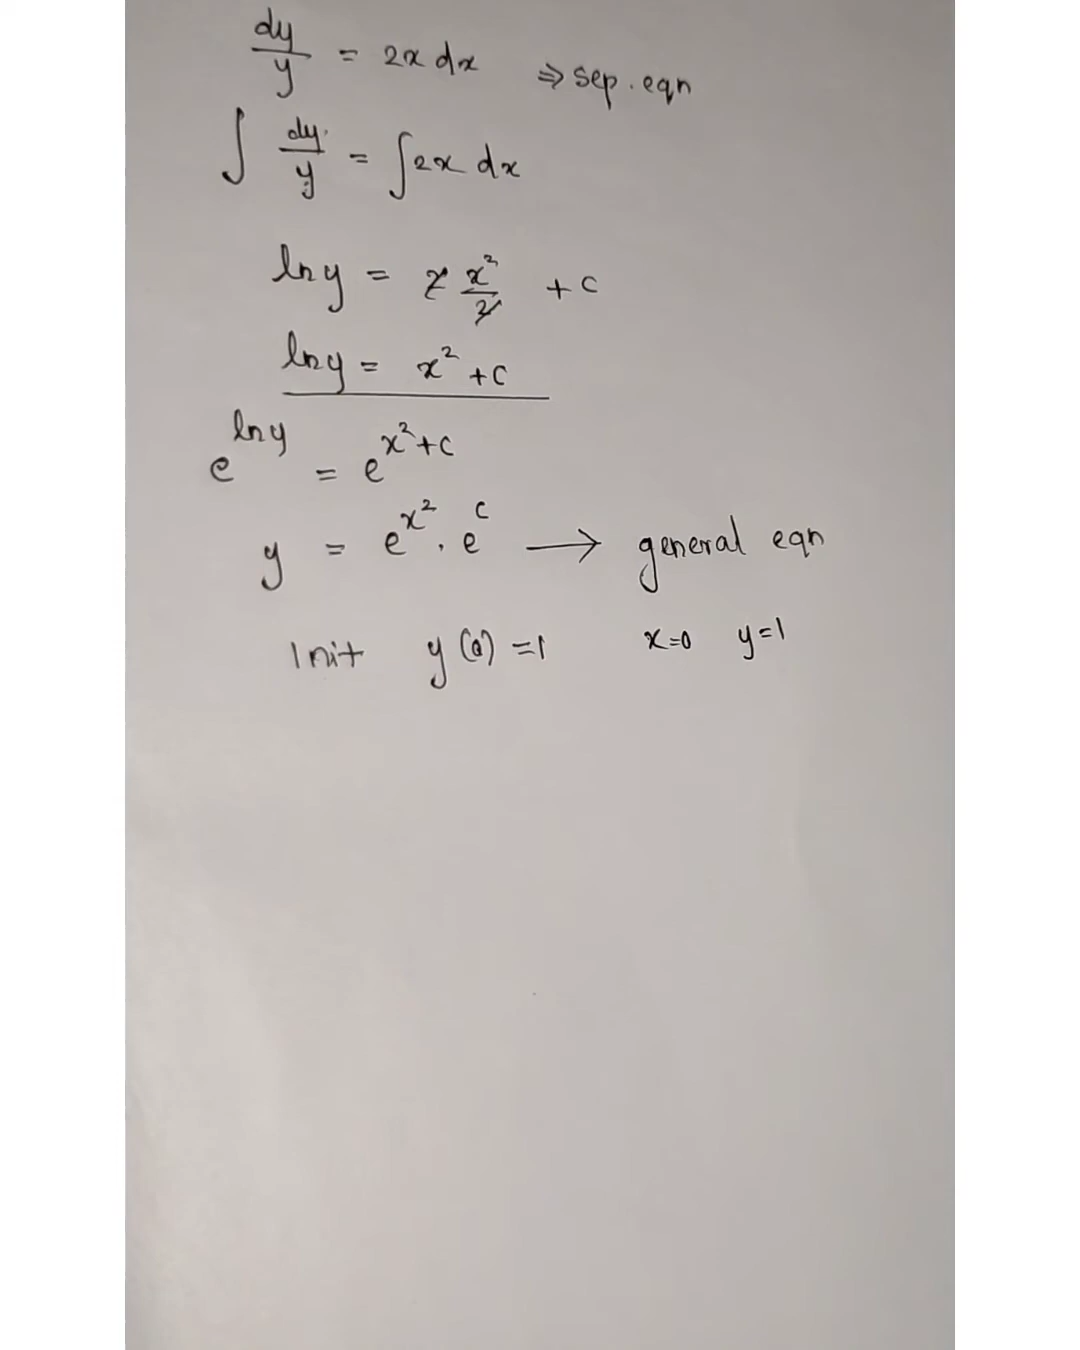 dy/y = 2x dx ⇒ sep. eqn
∫ dy/y = ∫2x dx
ln y = 2 x²/2 + c
ln y = x² + c
e^(ln y) = e^(x²+c)
y = e^(x²) . e^c → general eqn
Init y(0) = 1 x=0 y=1